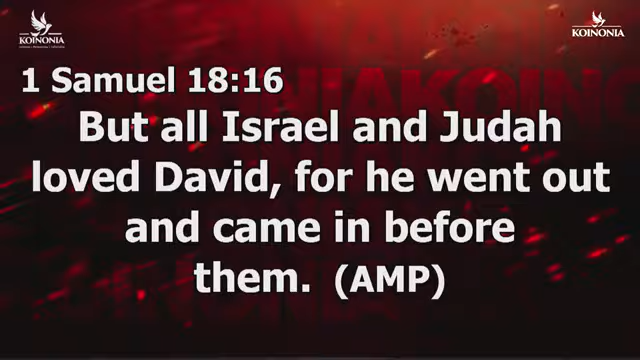 KOINONIA
KOINONIA
1 Samuel 18:16
But all Israel and Judah
loved David, for he went out
and came in before
them. (AMP)